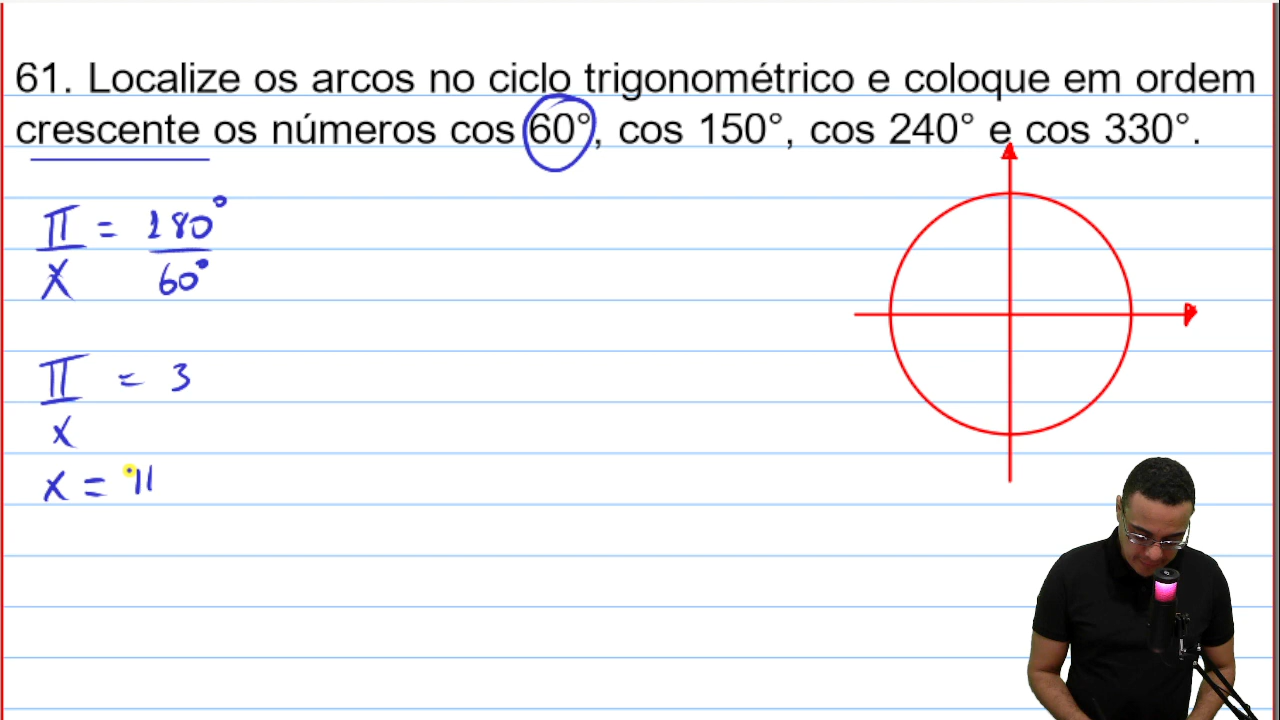 61. Localize os arcos no ciclo trigonométrico e coloque em ordem
crescente os números cos 60°, cos 150°, cos 240° e cos 330°.
π/x = 180°/60°
π/x = 3
x = π